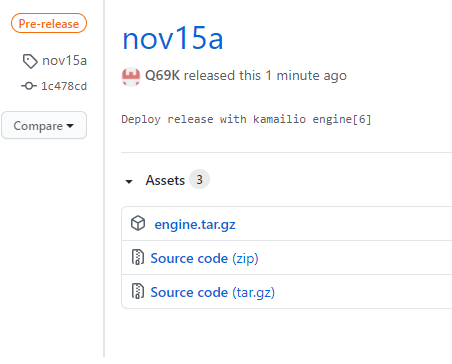 Pre-release
nov15a
1c478cd
Compare
nov15a
Q69K released this 1 minute ago
Deploy release with kamailio engine[6]
Assets 3
engine.tar.gz
Source code (zip)
Source code (tar.gz)